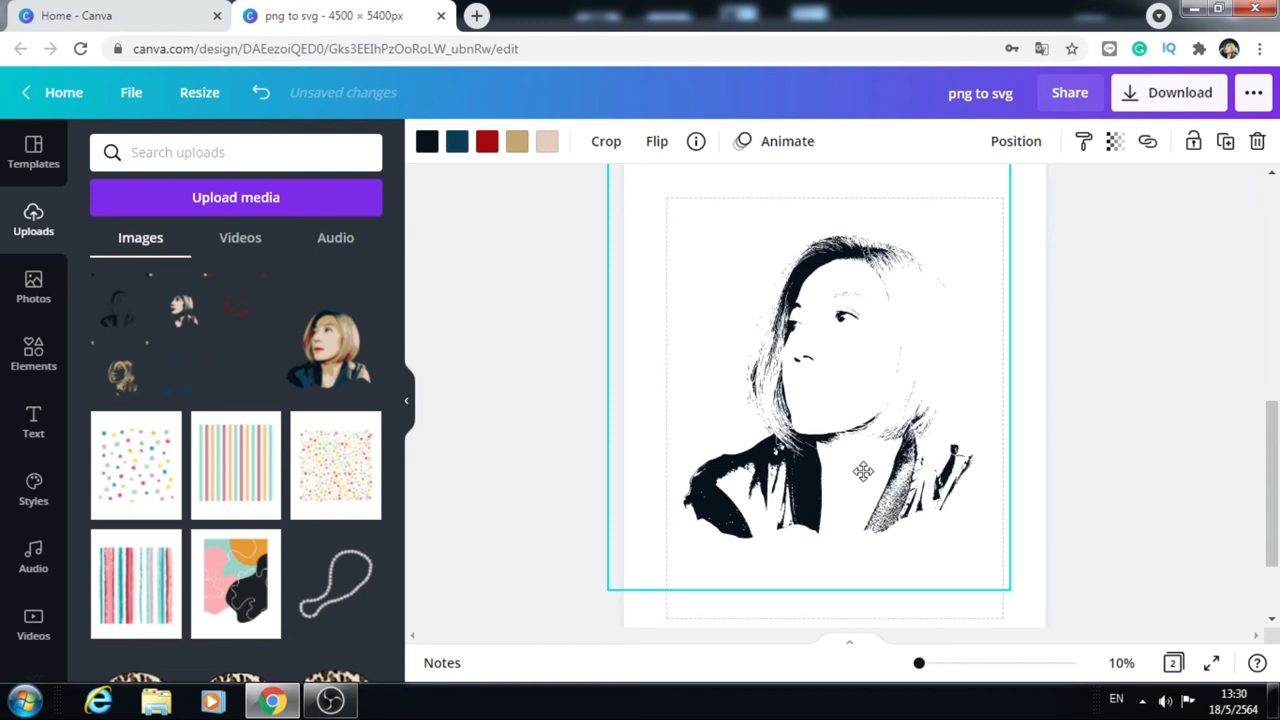 Home - Canva
png to svg - 4500 × 5400px
canva.com/design/DAEezoiQED0/Gks3EEIhPzOoRoLW_ubnRw/edit
IQ
Home
File
Resize
Unsaved changes
png to svg
Share
Download
Templates
Uploads
Photos
Elements
Text
Styles
Audio
Videos
Search uploads
Upload media
Images
Videos
Audio
Crop
Flip
Animate
Position
Notes
10%
2
EN
13:30
18/5/2564